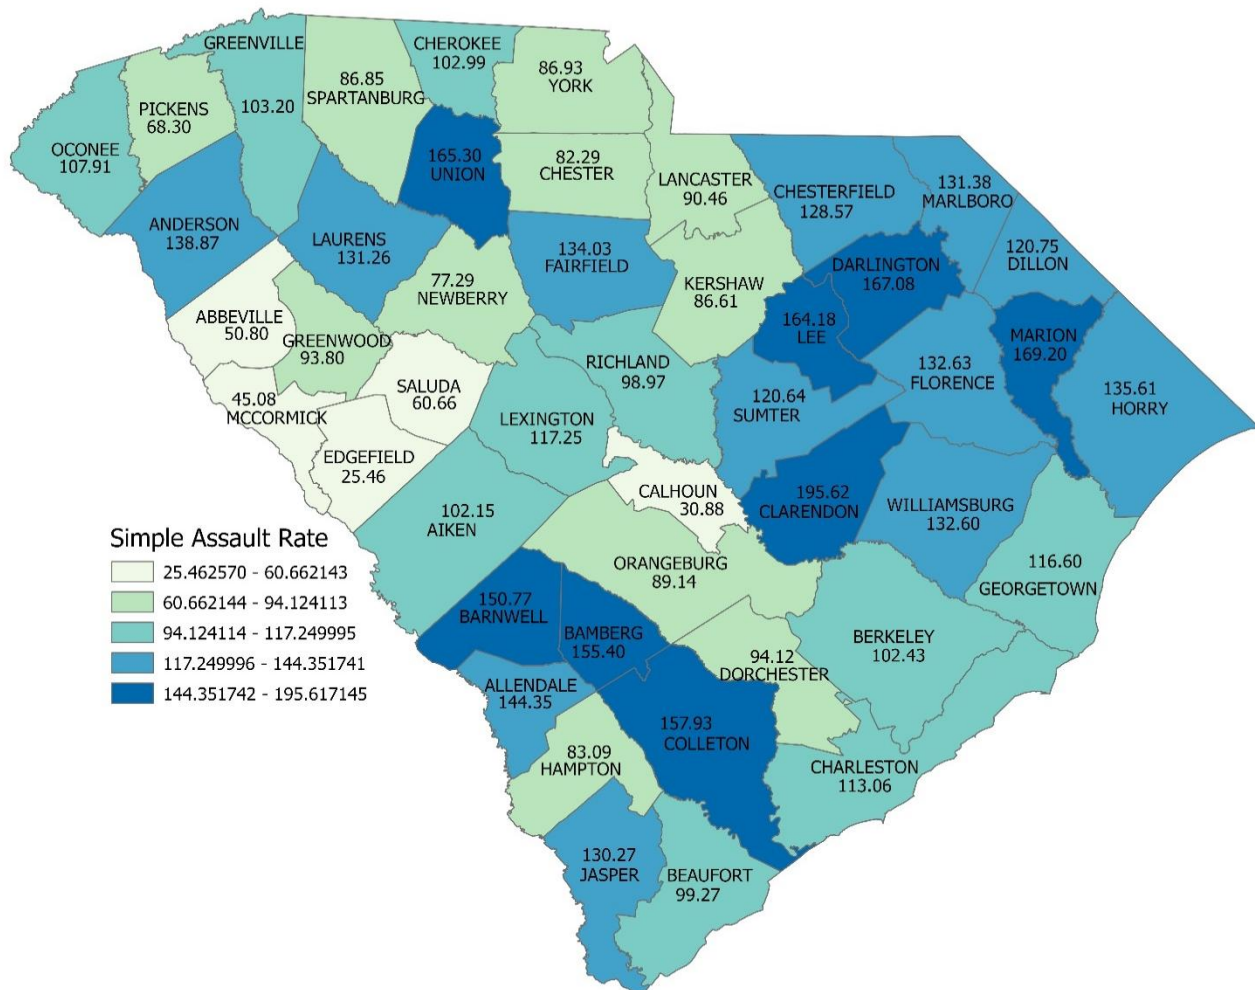 GREENVILLE
103.20
CHEROKEE
102.99
86.85
SPARTANBURG
86.93
YORK
PICKENS
68.30
OCONEE
107.91
165.30
UNION
82.29
CHESTER
LANCASTER
90.46
CHESTERFIELD
128.57
131.38
MARLBORO
ANDERSON
138.87
LAURENS
131.26
134.03
FAIRFIELD
120.75
DILLON
77.29
NEWBERRY
KERSHAW
86.61
DARLINGTON
167.08
ABBEVILLE
50.80
GREENWOOD
93.80
164.18
LEE
MARION
169.20
SALUDA
60.66
RICHLAND
98.97
132.63
FLORENCE
135.61
HORRY
45.08
MCCORMICK
LEXINGTON
117.25
120.64
SUMTER
EDGEFIELD
25.46
CALHOUN
30.88
195.62
CLARENDON
WILLIAMSBURG
132.60
102.15
AIKEN
ORANGEBURG
89.14
116.60
GEORGETOWN
150.77
BARNWELL
BAMBERG
155.40
BERKELEY
102.43
94.12
DORCHESTER
ALLENDALE
144.35
157.93
COLLETON
83.09
HAMPTON
CHARLESTON
113.06
130.27
JASPER
BEAUFORT
99.27
Simple Assault Rate
25.462570 - 60.662143
60.662144 - 94.124113
94.124114 - 117.249995
117.249996 - 144.351741
144.351742 - 195.617145